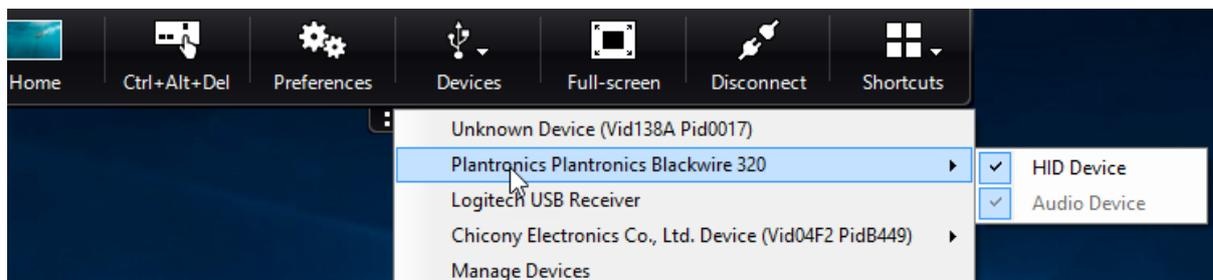 Home Ctrl+Alt+Del Preferences Devices Full-screen Disconnect Shortcuts
Unknown Device (Vid138A Pid0017)
Plantronics Plantronics Blackwire 320
HID Device
Logitech USB Receiver
Audio Device
Chicony Electronics Co., Ltd. Device (Vid04F2 PidB449)
Manage Devices